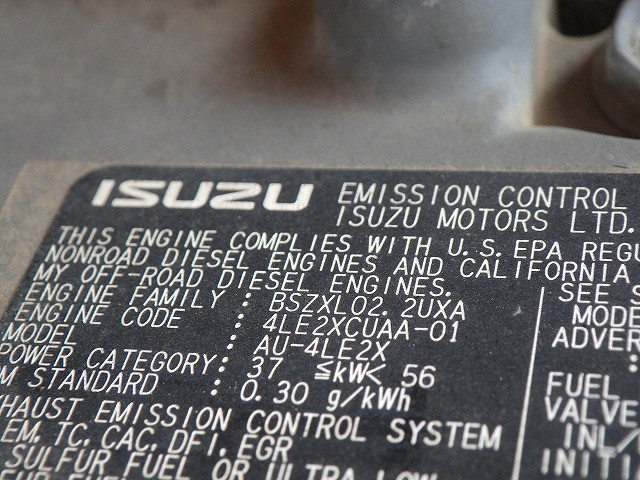 ISUZU EMISSION CONTROL
ISUZU MOTORS LTD.
THIS ENGINE COMPLIES WITH U.S. EPA REGU
NONROAD DIESEL ENGINES AND CALIFORNIA
MY OFF-ROAD DIESEL ENGINES.
ENGINE FAMILY : BSZXL02.2UXA
ENGINE CODE : 4LE2XCUAA-01
MODEL : AU-4LE2X
POWER CATEGORY: 37 ≤kW< 56
M STANDARD : 0.30 g/kWh
HAUST EMISSION CONTROL SYSTEM
EM. TC. CAC. DFI. EGR
SULFUR FUEL OR ULTRA LOW
SEE S
MODE
ADVER
:
FUEL
VALVE
INL/
INITI